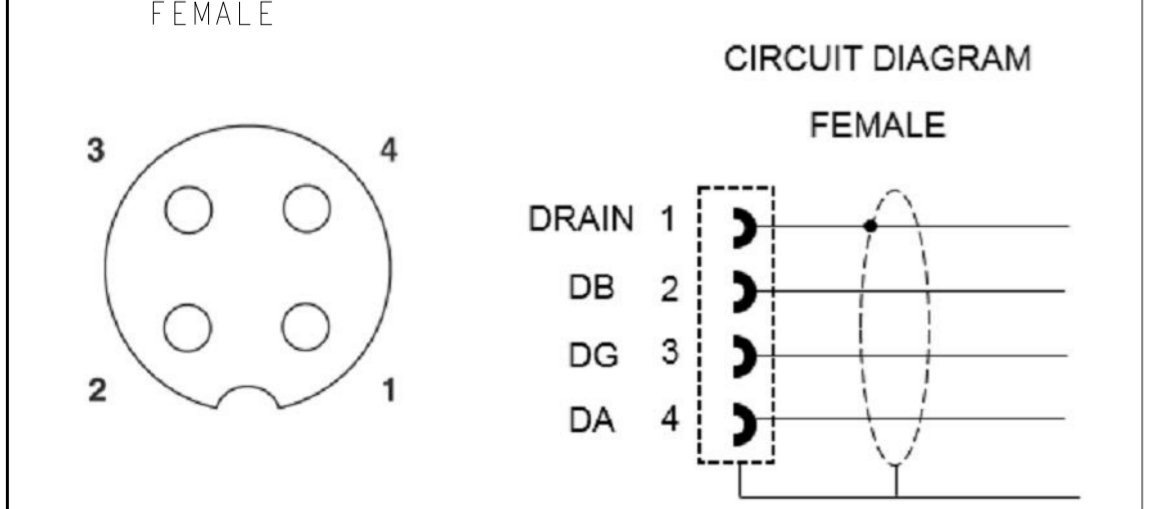 FEMALE
3 4
2 1
CIRCUIT DIAGRAM
FEMALE
DRAIN 1
DB 2
DG 3
DA 4